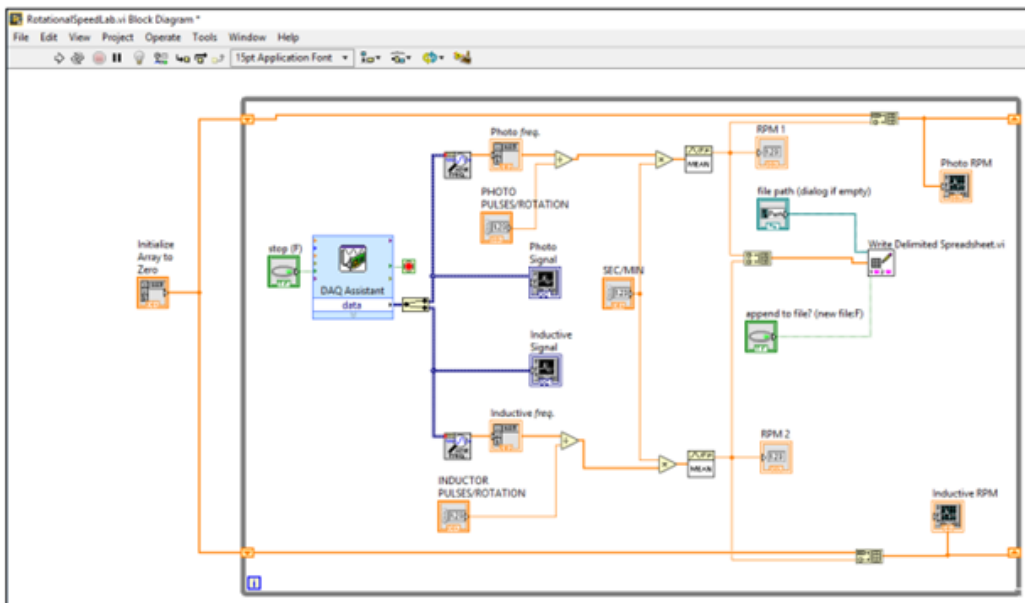 RotationalSpeedLab.vi Block Diagram *
File Edit View Project Operate Tools Window Help
15pt Application Font
Photo freq.
RPM 1
Photo RPM
PHOTO
PULSES/ROTATION
file path (dialog if empty)
Path
Write Delimited Spreadsheet.vi
Initialize
Array to
Zero
stop (F)
TF
DAQ Assistant
data
Photo
Signal
SEC/MIN
MEAN
append to file? (new file:F)
TF
Inductive
Signal
Inductive freq.
RPM 2
MEAN
INDUCTOR
PULSES/ROTATION
Inductive RPM
i